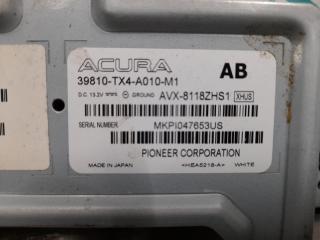 ACURA
39810-TX4-A010-M1
AB
D.C. 13.2V ⊖ GROUND AVX-8118ZHS1 XHUS
SERIAL NUMBER MKPI047653US
PIONEER CORPORATION
MADE IN JAPAN <HEA5218-A> WHITE